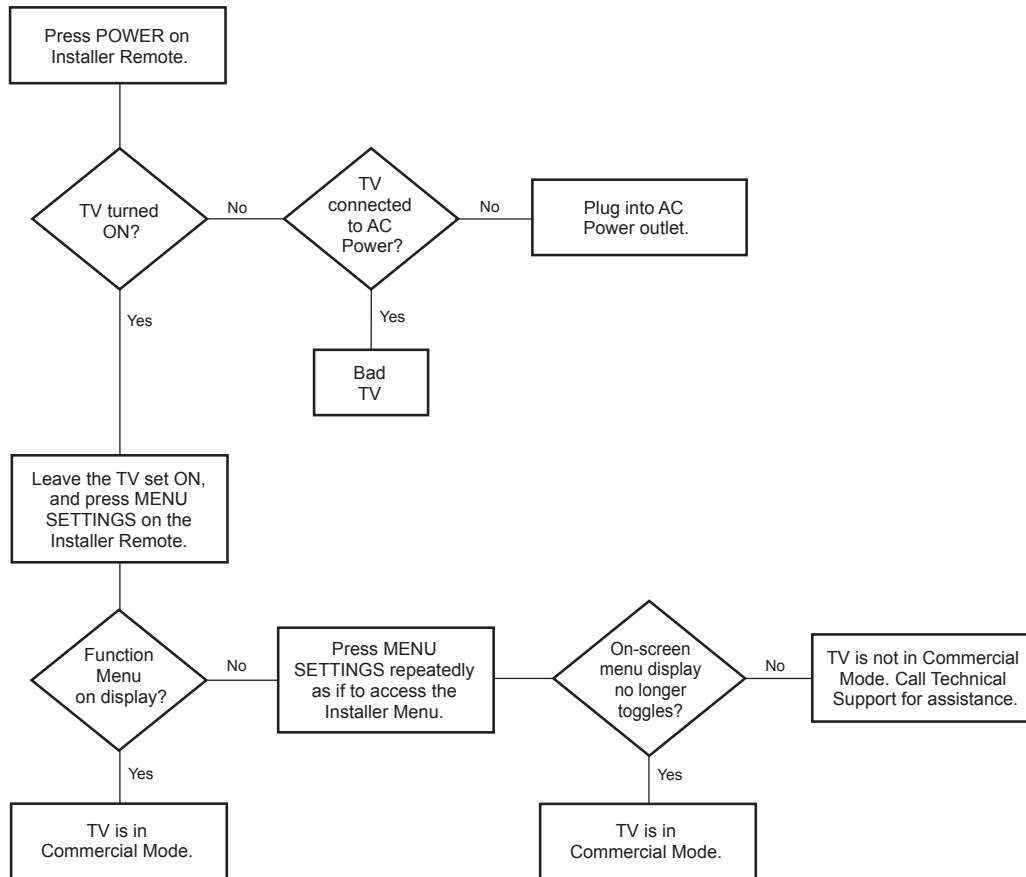 Press POWER on
Installer Remote.
TV turned
ON?
No
TV
connected
to AC
Power?
No
Plug into AC
Power outlet.
Yes
Yes
Bad
TV
Leave the TV set ON,
and press MENU
SETTINGS on the
Installer Remote.
Function
Menu
on display?
No
Press MENU
SETTINGS repeatedly
as if to access the
Installer Menu.
On-screen
menu display
no longer
toggles?
No
TV is not in Commercial
Mode. Call Technical
Support for assistance.
Yes
Yes
TV is in
Commercial Mode.
TV is in
Commercial Mode.